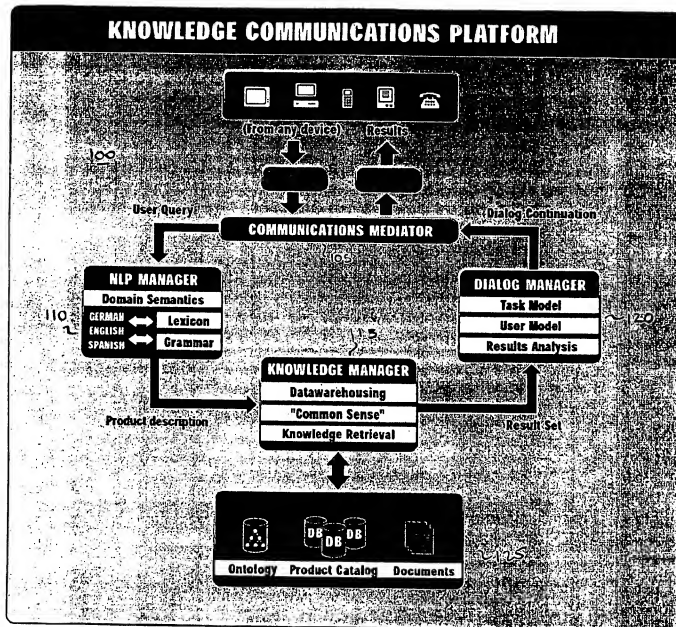 KNOWLEDGE COMMUNICATIONS PLATFORM
(From any device) Results
100
User Query
Dialog Continuation
COMMUNICATIONS MEDIATOR
105
NLP MANAGER
Domain Semantics
GERMAN
ENGLISH
SPANISH
Lexicon
Grammar
110
DIALOG MANAGER
Task Model
User Model
Results Analysis
120
115
KNOWLEDGE MANAGER
Datawarehousing
"Common Sense"
Knowledge Retrieval
Product description
Result Set
DB DB DB
Ontology Product Catalog Documents
125